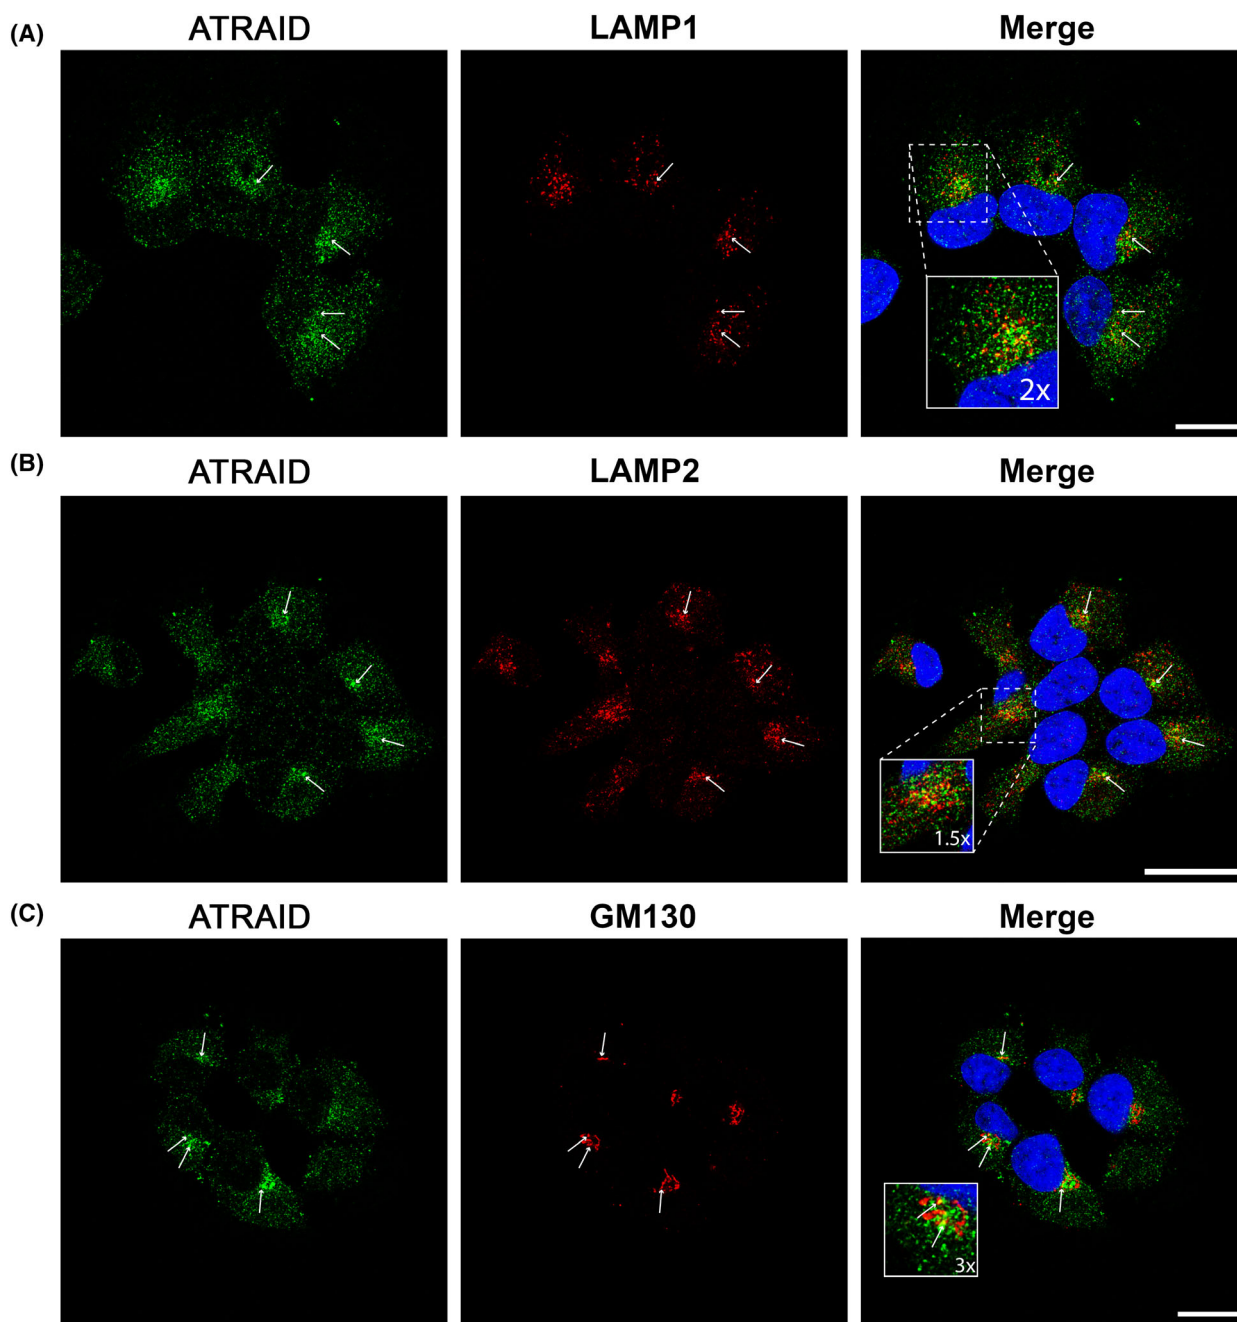 (A) ATRAID LAMP1 Merge
2x
(B) ATRAID LAMP2 Merge
1.5x
(C) ATRAID GM130 Merge
3x